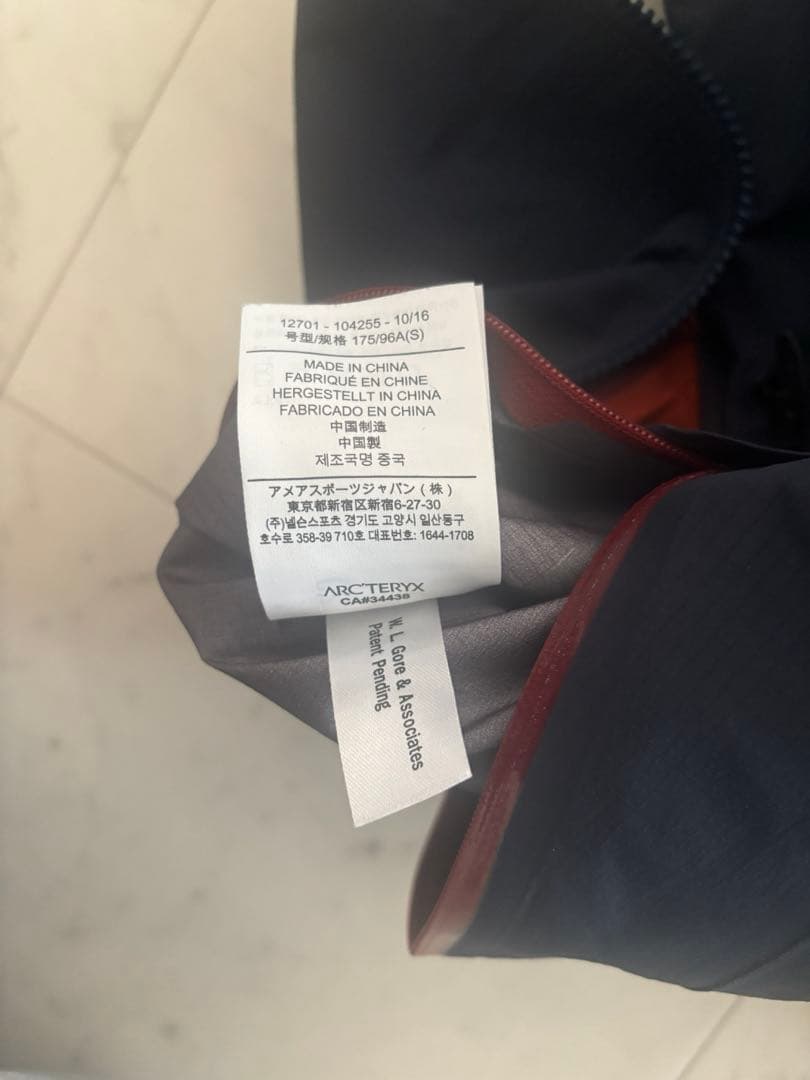 12701 - 104255 - 10/16
号型/规格 175/96A(S)
MADE IN CHINA
FABRIQUÉ EN CHINE
HERGESTELLT IN CHINA
FABRICADO EN CHINA
中国制造
中国製
제조국명 중국
アメアスポーツジャパン(株)
東京都新宿区新宿6-27-30
(주)넬슨스포츠 경기도 고양시 일산동구
호수로 358-39 710호 대표번호: 1644-1708
ARC'TERYX
CA#34438
W. L. Gore & Associates
Patent Pending